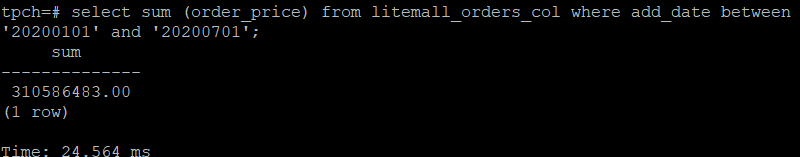 tpch=# select sum (order_price) from litemall_orders_col where add_date between
'20200101' and '20200701';
sum
--------------
310586483.00
(1 row)
Time: 24.564 ms